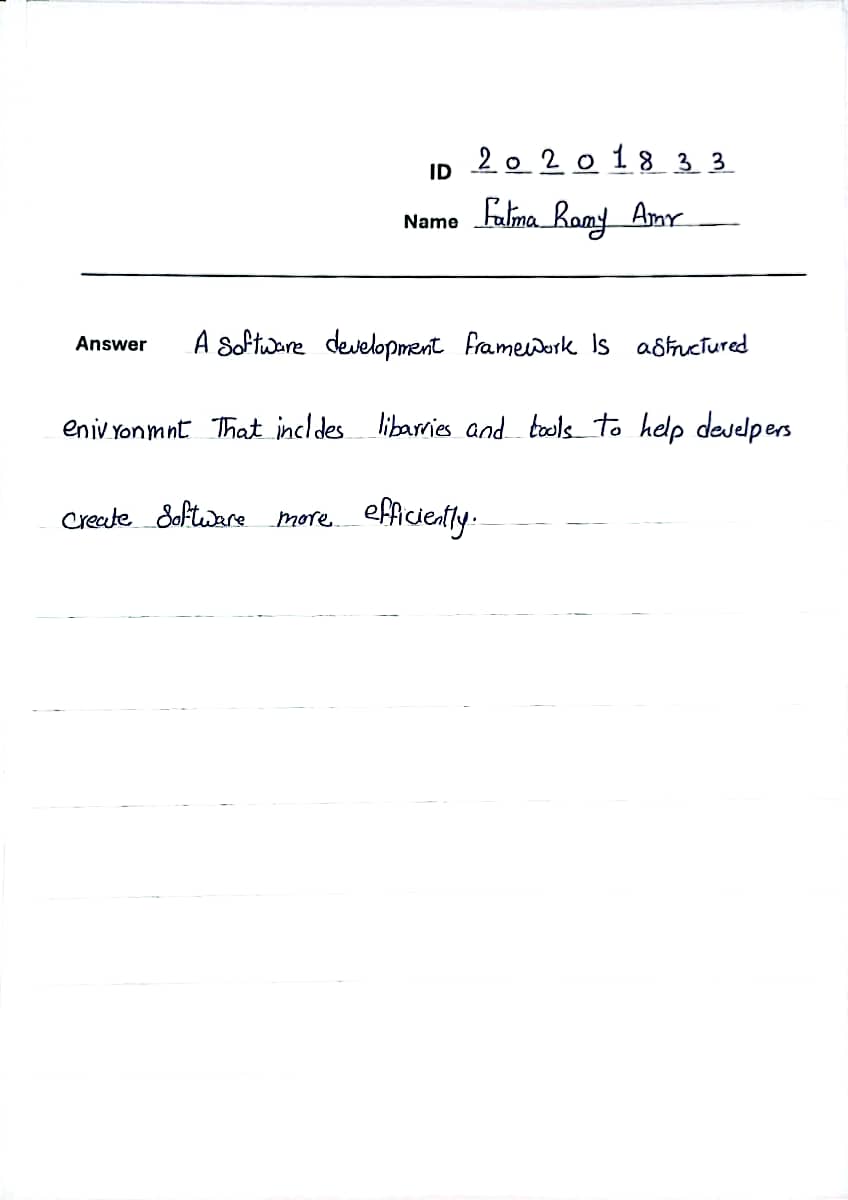 ID 20201833
Name Fatma Ramy Amr
Answer A software development framework Is astructured
enivronmnt That incldes libarries and tools to help develpers
create software more efficiently.